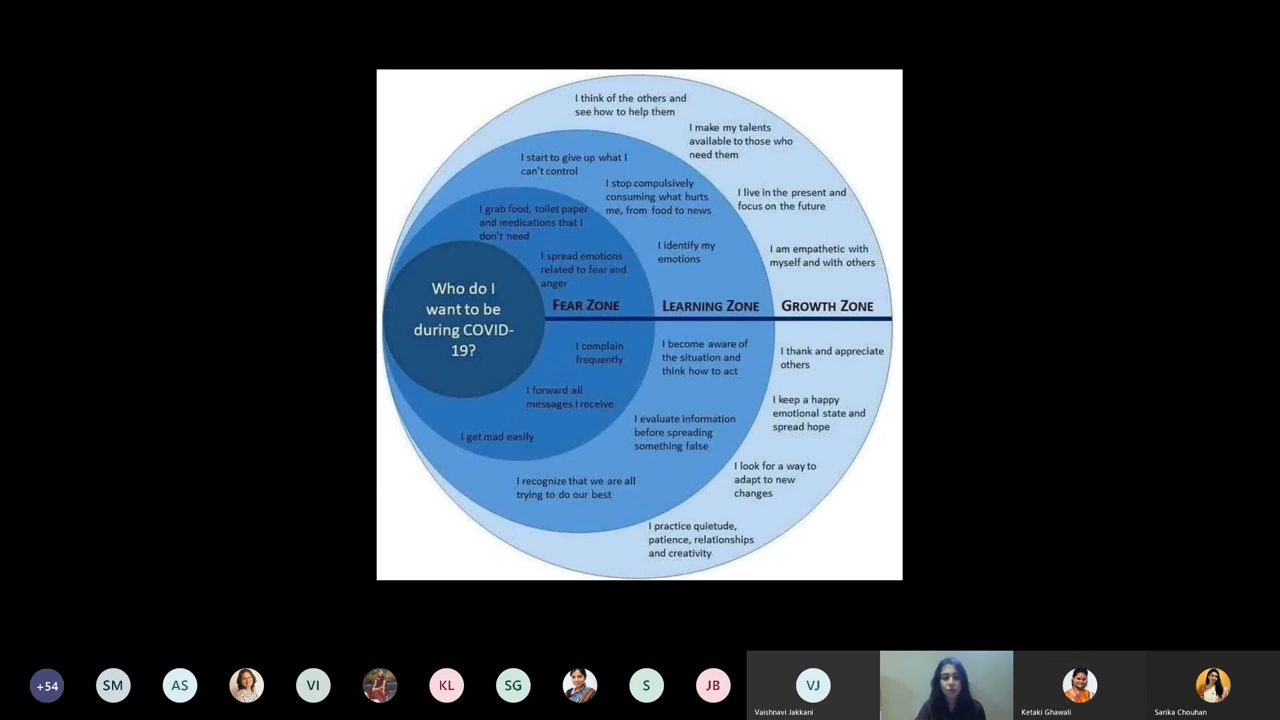 I think of the others and
see how to help them
I make my talents
available to those who
need them
I start to give up what I
can't control
I stop compulsively
consuming what hurts
me, from food to news
I live in the present and
focus on the future
I grab food, toilet paper
and medications that I
don't need
I identify my
emotions
I am empathetic with
myself and with others
I spread emotions
related to fear and
anger
Who do I
want to be
during COVID-
19?
FEAR ZONE
LEARNING ZONE
GROWTH ZONE
I complain
frequently
I become aware of
the situation and
think how to act
I thank and appreciate
others
I forward all
messages I receive
I keep a happy
emotional state and
spread hope
I get mad easily
I evaluate information
before spreading
something false
I look for a way to
adapt to new
changes
I recognize that we are all
trying to do our best
I practice quietude,
patience, relationships
and creativity
+54
SM
AS
VI
KL
SG
S
JB
VJ
Vaishnavi Jakkani
Ketaki Ghawali
Sarika Chouhan